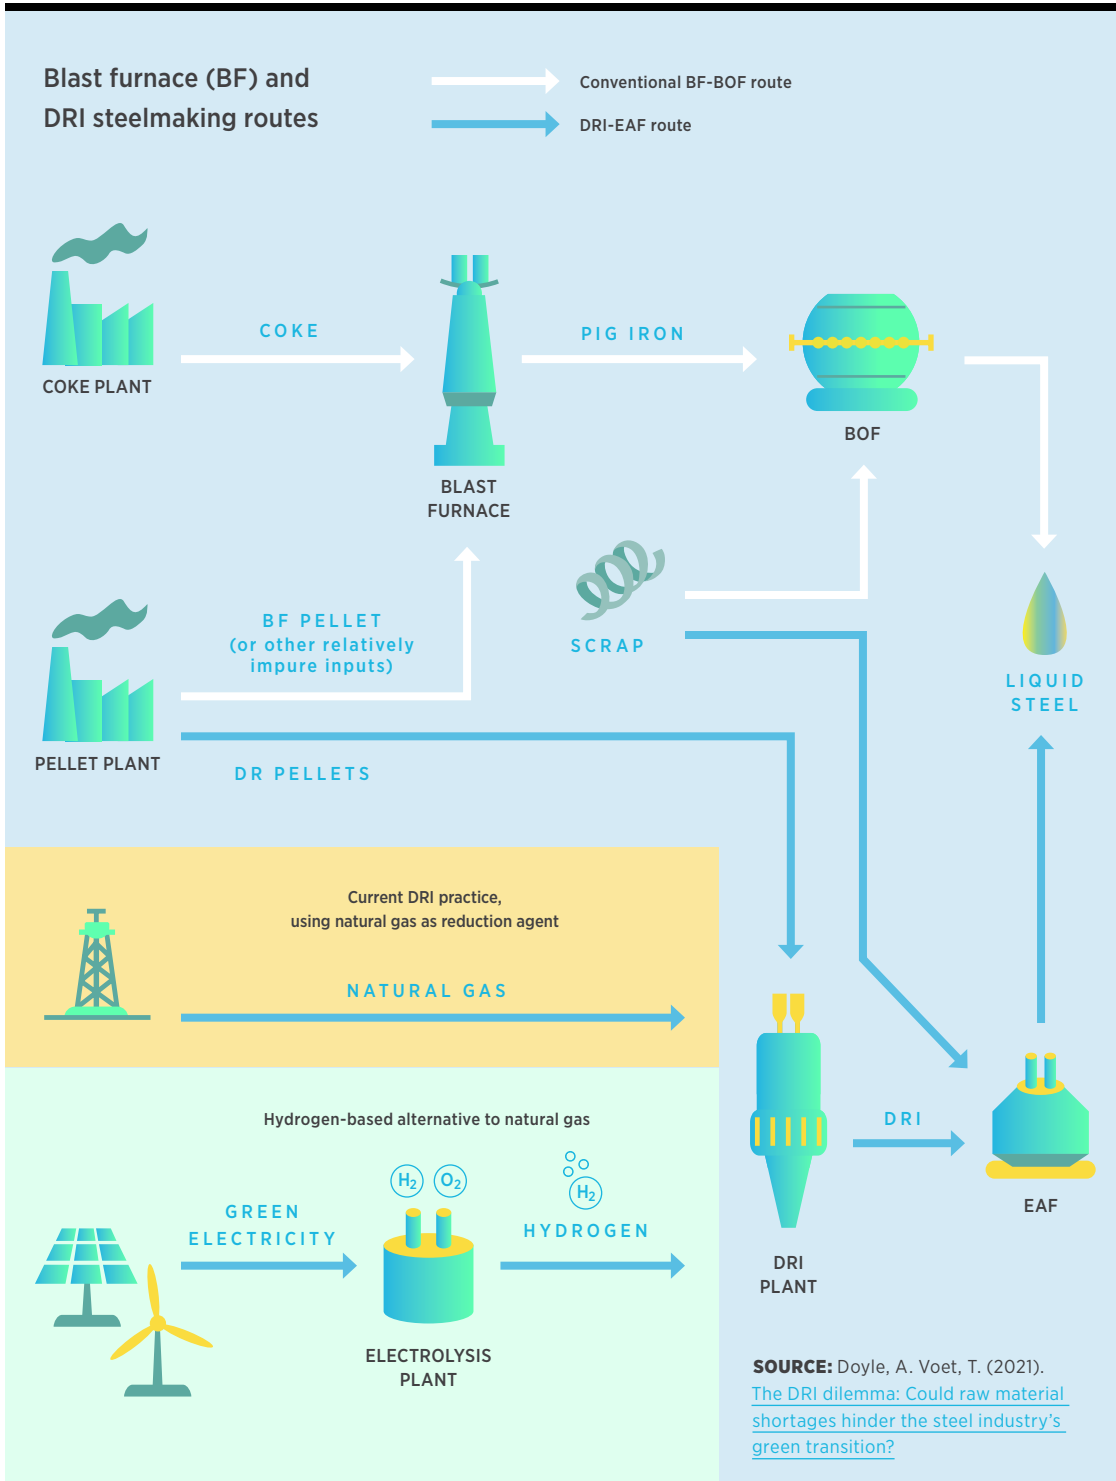 Blast furnace (BF) and
DRI steelmaking routes
Conventional BF-BOF route
DRI-EAF route
COKE
PIG IRON
COKE PLANT
BOF
BLAST
FURNACE
BF PELLET
(or other relatively
impure inputs)
SCRAP
LIQUID
STEEL
PELLET PLANT
DR PELLETS
Current DRI practice,
using natural gas as reduction agent
NATURAL GAS
Hydrogen-based alternative to natural gas
DRI
H2 O2
H2
GREEN
ELECTRICITY
HYDROGEN
EAF
DRI
PLANT
ELECTROLYSIS
PLANT
SOURCE: Doyle, A. Voet, T. (2021).
The DRI dilemma: Could raw material
shortages hinder the steel industry's
green transition?